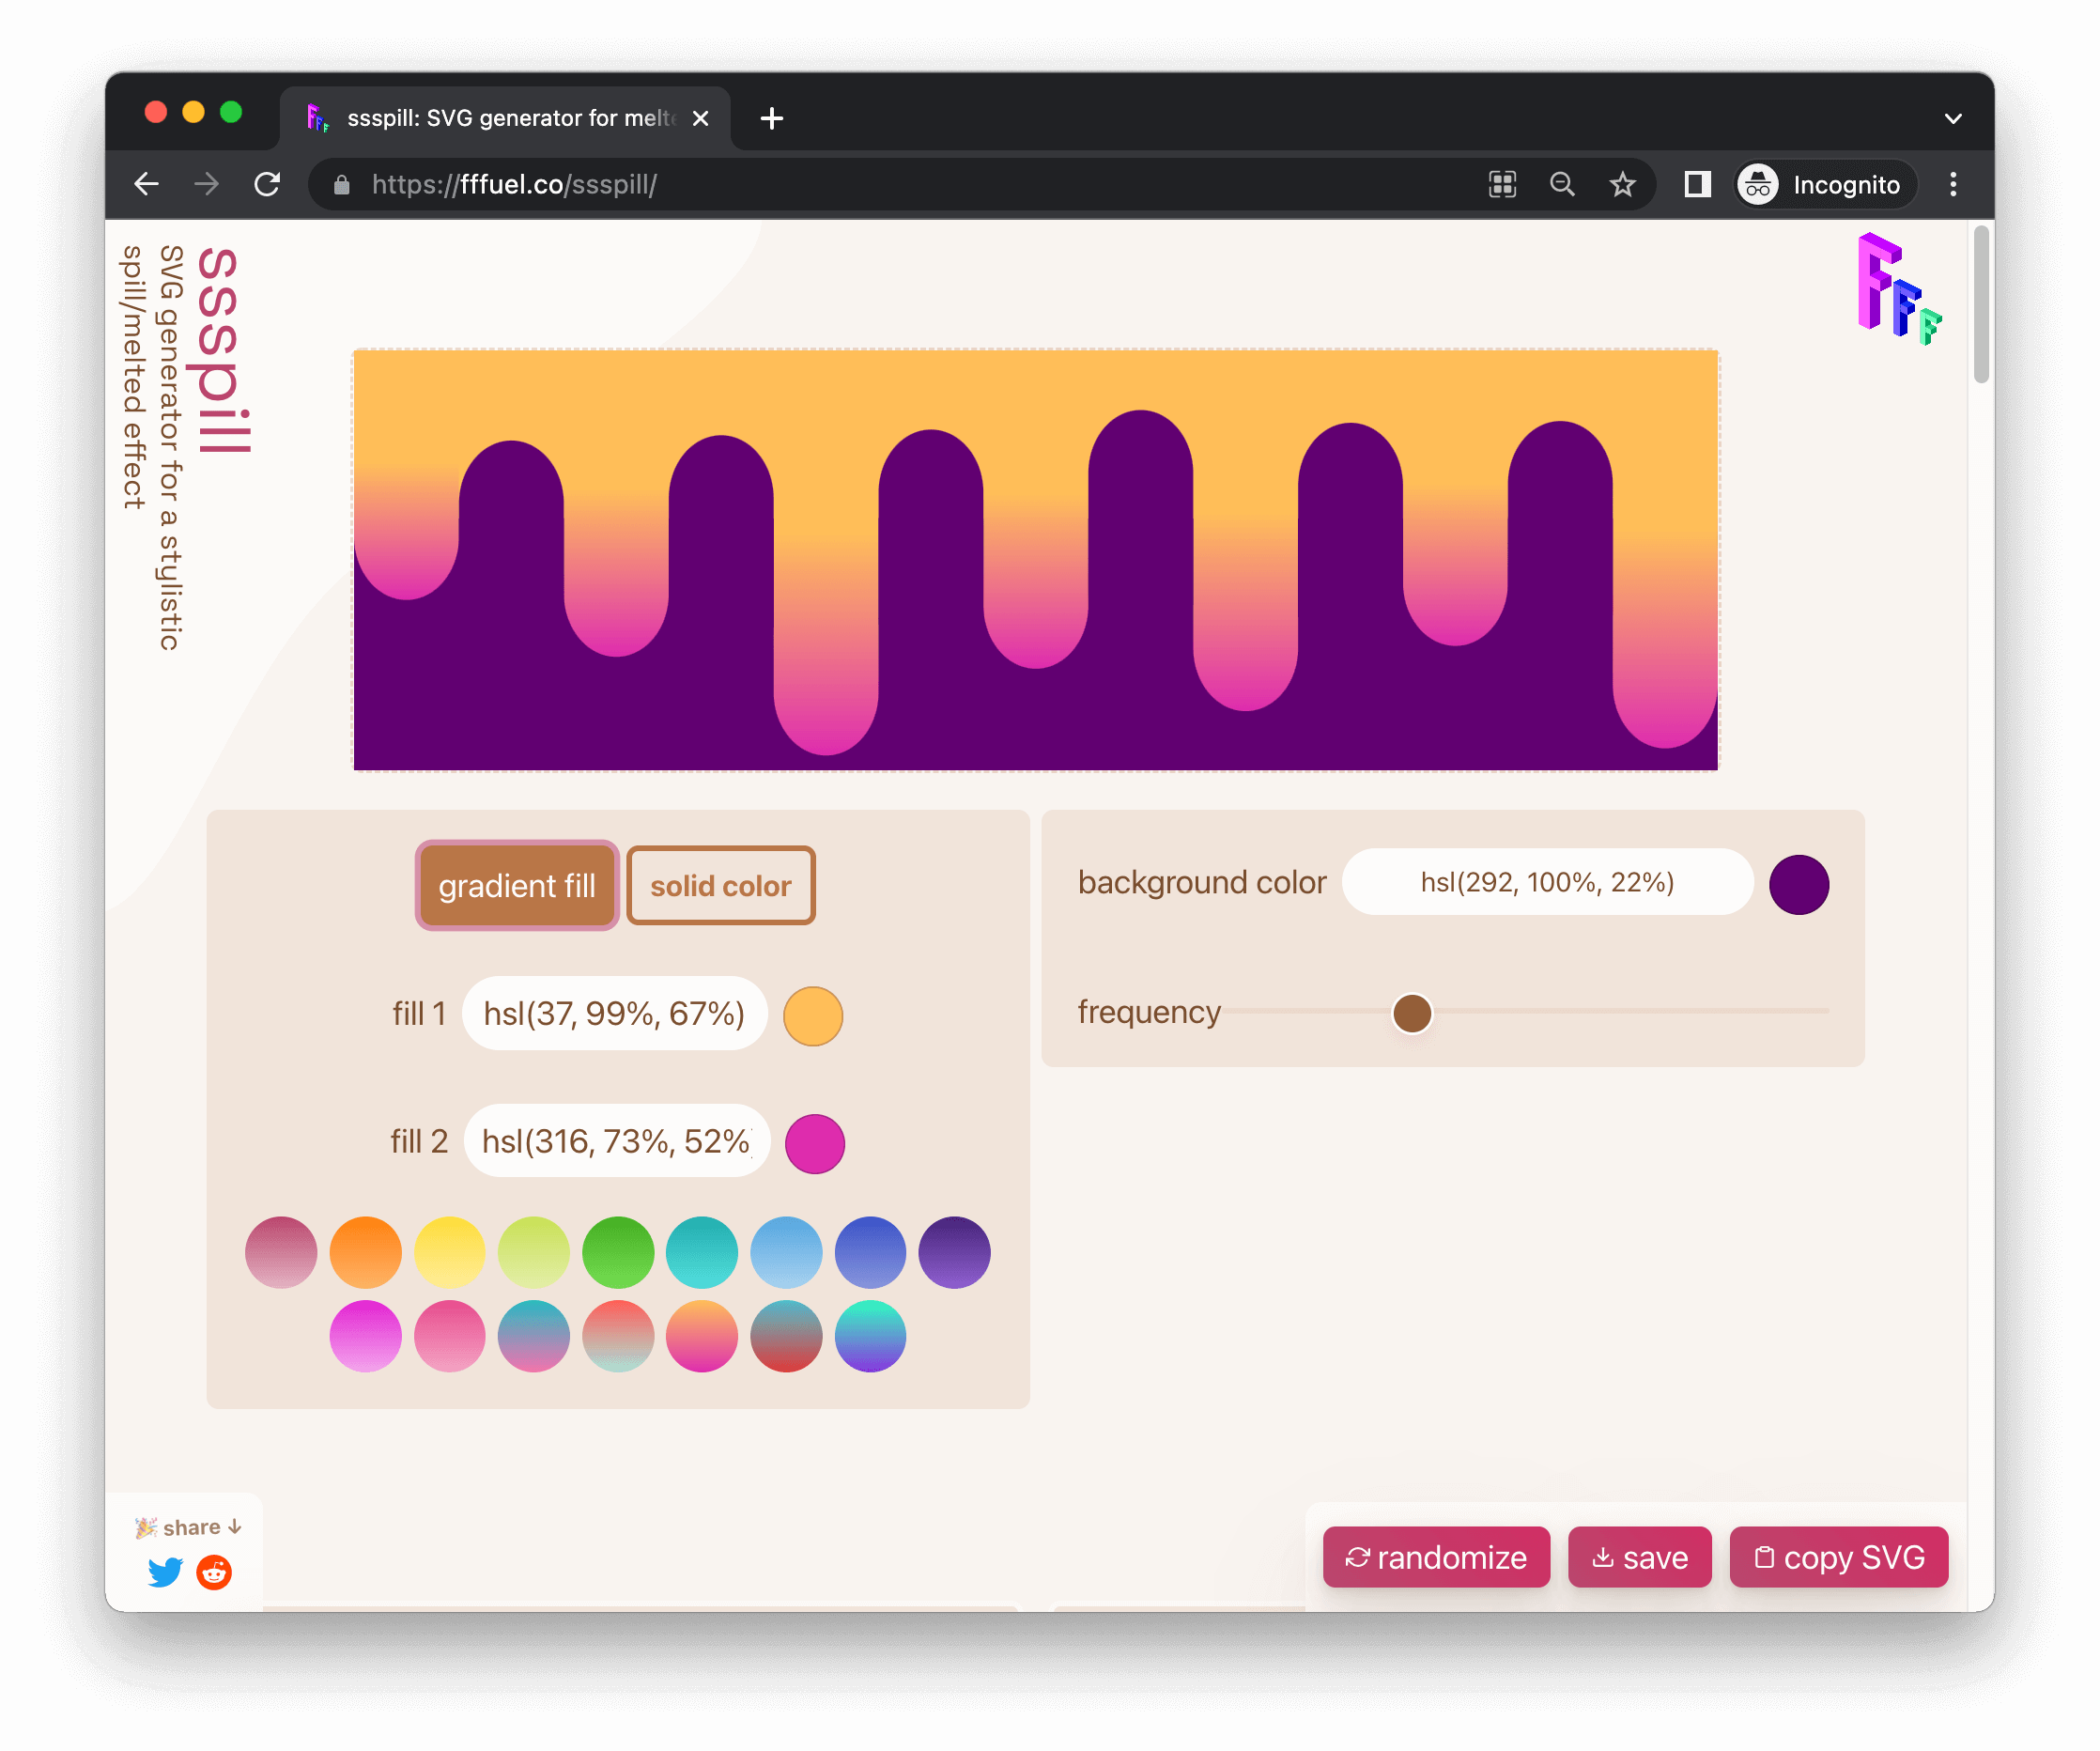 ssspill: SVG generator for melte
https://fffuel.co/ssspill/
Incognito
ssspill
SVG generator for a stylistic
spill/melted effect
FFF
gradient fill
solid color
fill 1
hsl(37, 99%, 67%)
fill 2
hsl(316, 73%, 52%)
background color
hsl(292, 100%, 22%)
frequency
share ↓
randomize
save
copy SVG